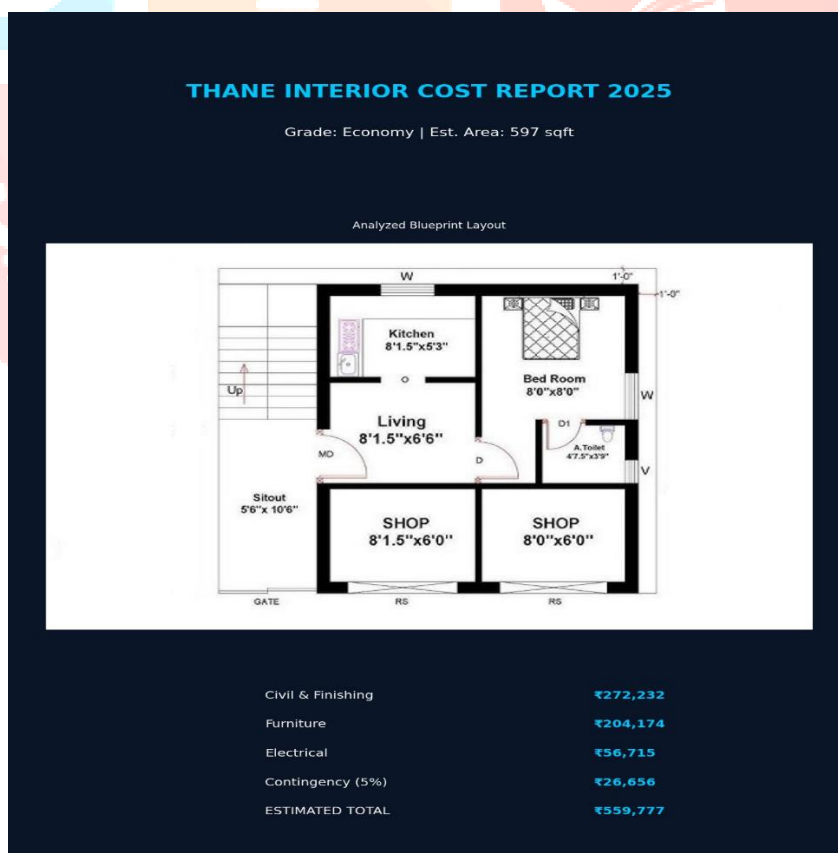 THANE INTERIOR COST REPORT 2025
Grade: Economy | Est. Area: 597 sqft
Analyzed Blueprint Layout
W
1'-0"
1'-0"
Kitchen
8'1.5"x5'3"
Bed Room
8'0"x8'0"
Up
W
Living
8'1.5"x6'6"
D1
A.Toilet
4'7.5"x3'9"
MD
D
V
Sitout
5'6"x 10'6"
SHOP
8'1.5"x6'0"
SHOP
8'0"x6'0"
GATE
RS
RS
Civil & Finishing ₹272,232
Furniture ₹204,174
Electrical ₹56,715
Contingency (5%) ₹26,656
ESTIMATED TOTAL ₹559,777